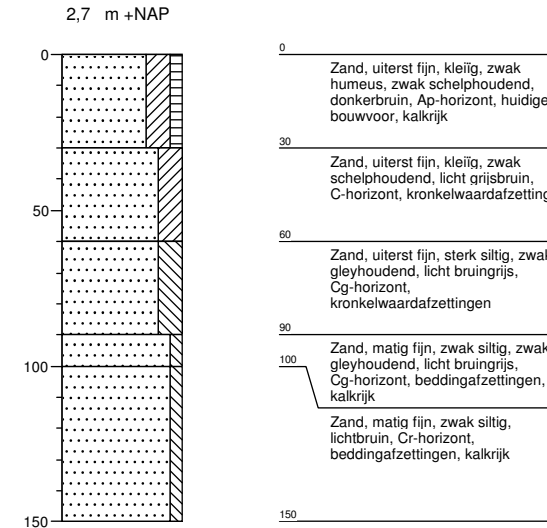 2,7 m +NAP
0
50
100
150
0
Zand, uiterst fijn, kleiïg, zwak
humeus, zwak schelphoudend,
donkerbruin, Ap-horizont, huidige
bouwvoor, kalkrijk
30
Zand, uiterst fijn, kleiïg, zwak
schelphoudend, licht grijsbruin,
C-horizont, kronkelwaardafzetting
60
Zand, uiterst fijn, sterk siltig, zwak
gleyhoudend, licht bruingrijs,
Cg-horizont,
kronkelwaardafzettingen
90
Zand, matig fijn, zwak siltig, zwak
gleyhoudend, licht bruingrijs,
Cg-horizont, beddingafzettingen,
kalkrijk
100
Zand, matig fijn, zwak siltig,
lichtbruin, Cr-horizont,
beddingafzettingen, kalkrijk
150